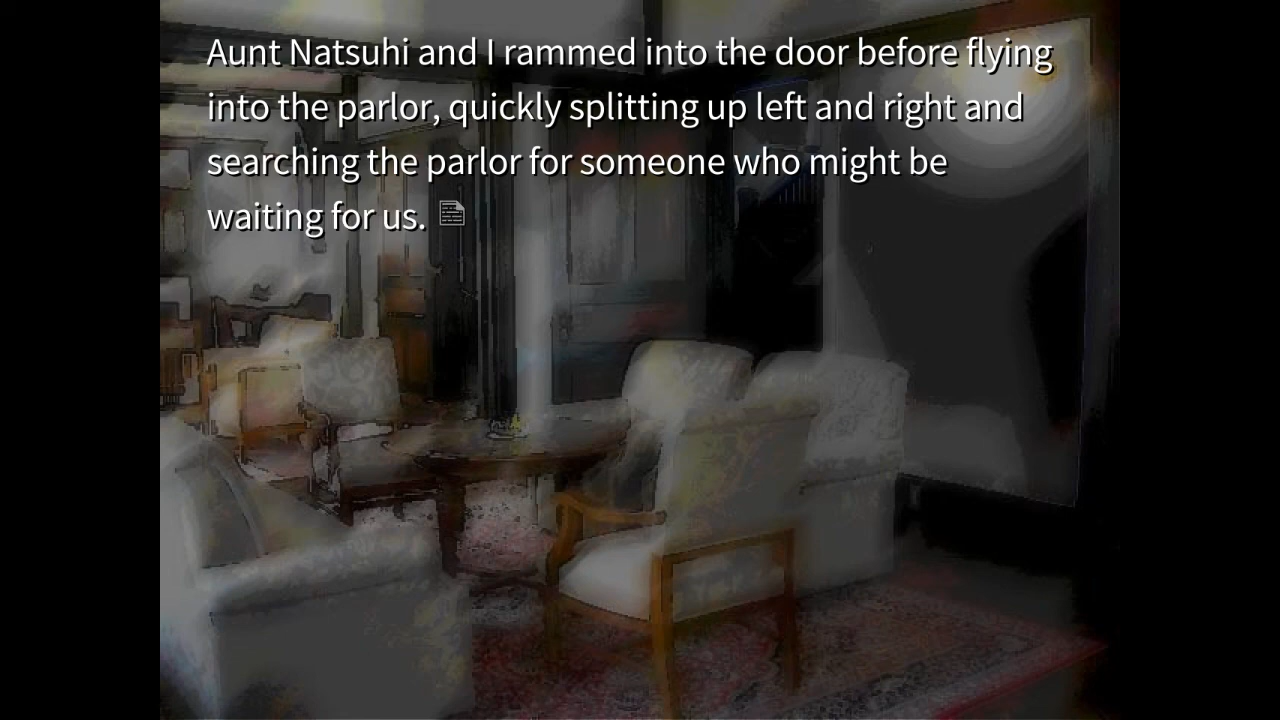 Aunt Natsuhi and I rammed into the door before flying
into the parlor, quickly splitting up left and right and
searching the parlor for someone who might be
waiting for us.